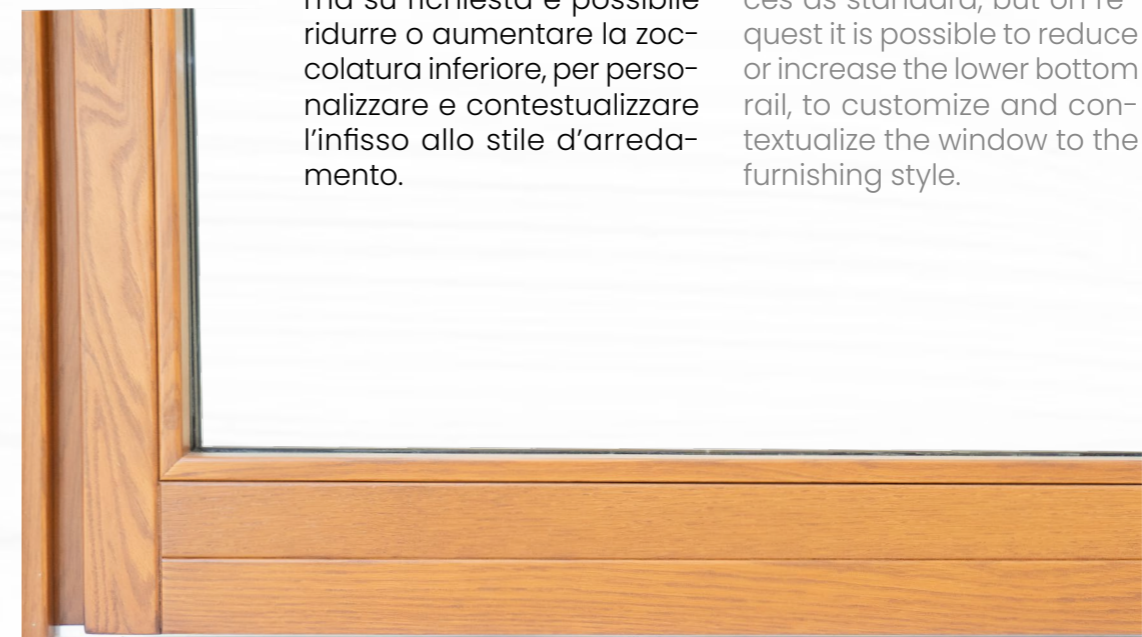 ma su richiesta è possibile
ridurre o aumentare la zoc-
colatura inferiore, per perso-
nalizzare e contestualizzare
l'infisso allo stile d'arreda-
mento.
ces as standard, but on re-
quest it is possible to reduce
or increase the lower bottom
rail, to customize and con-
textualize the window to the
furnishing style.